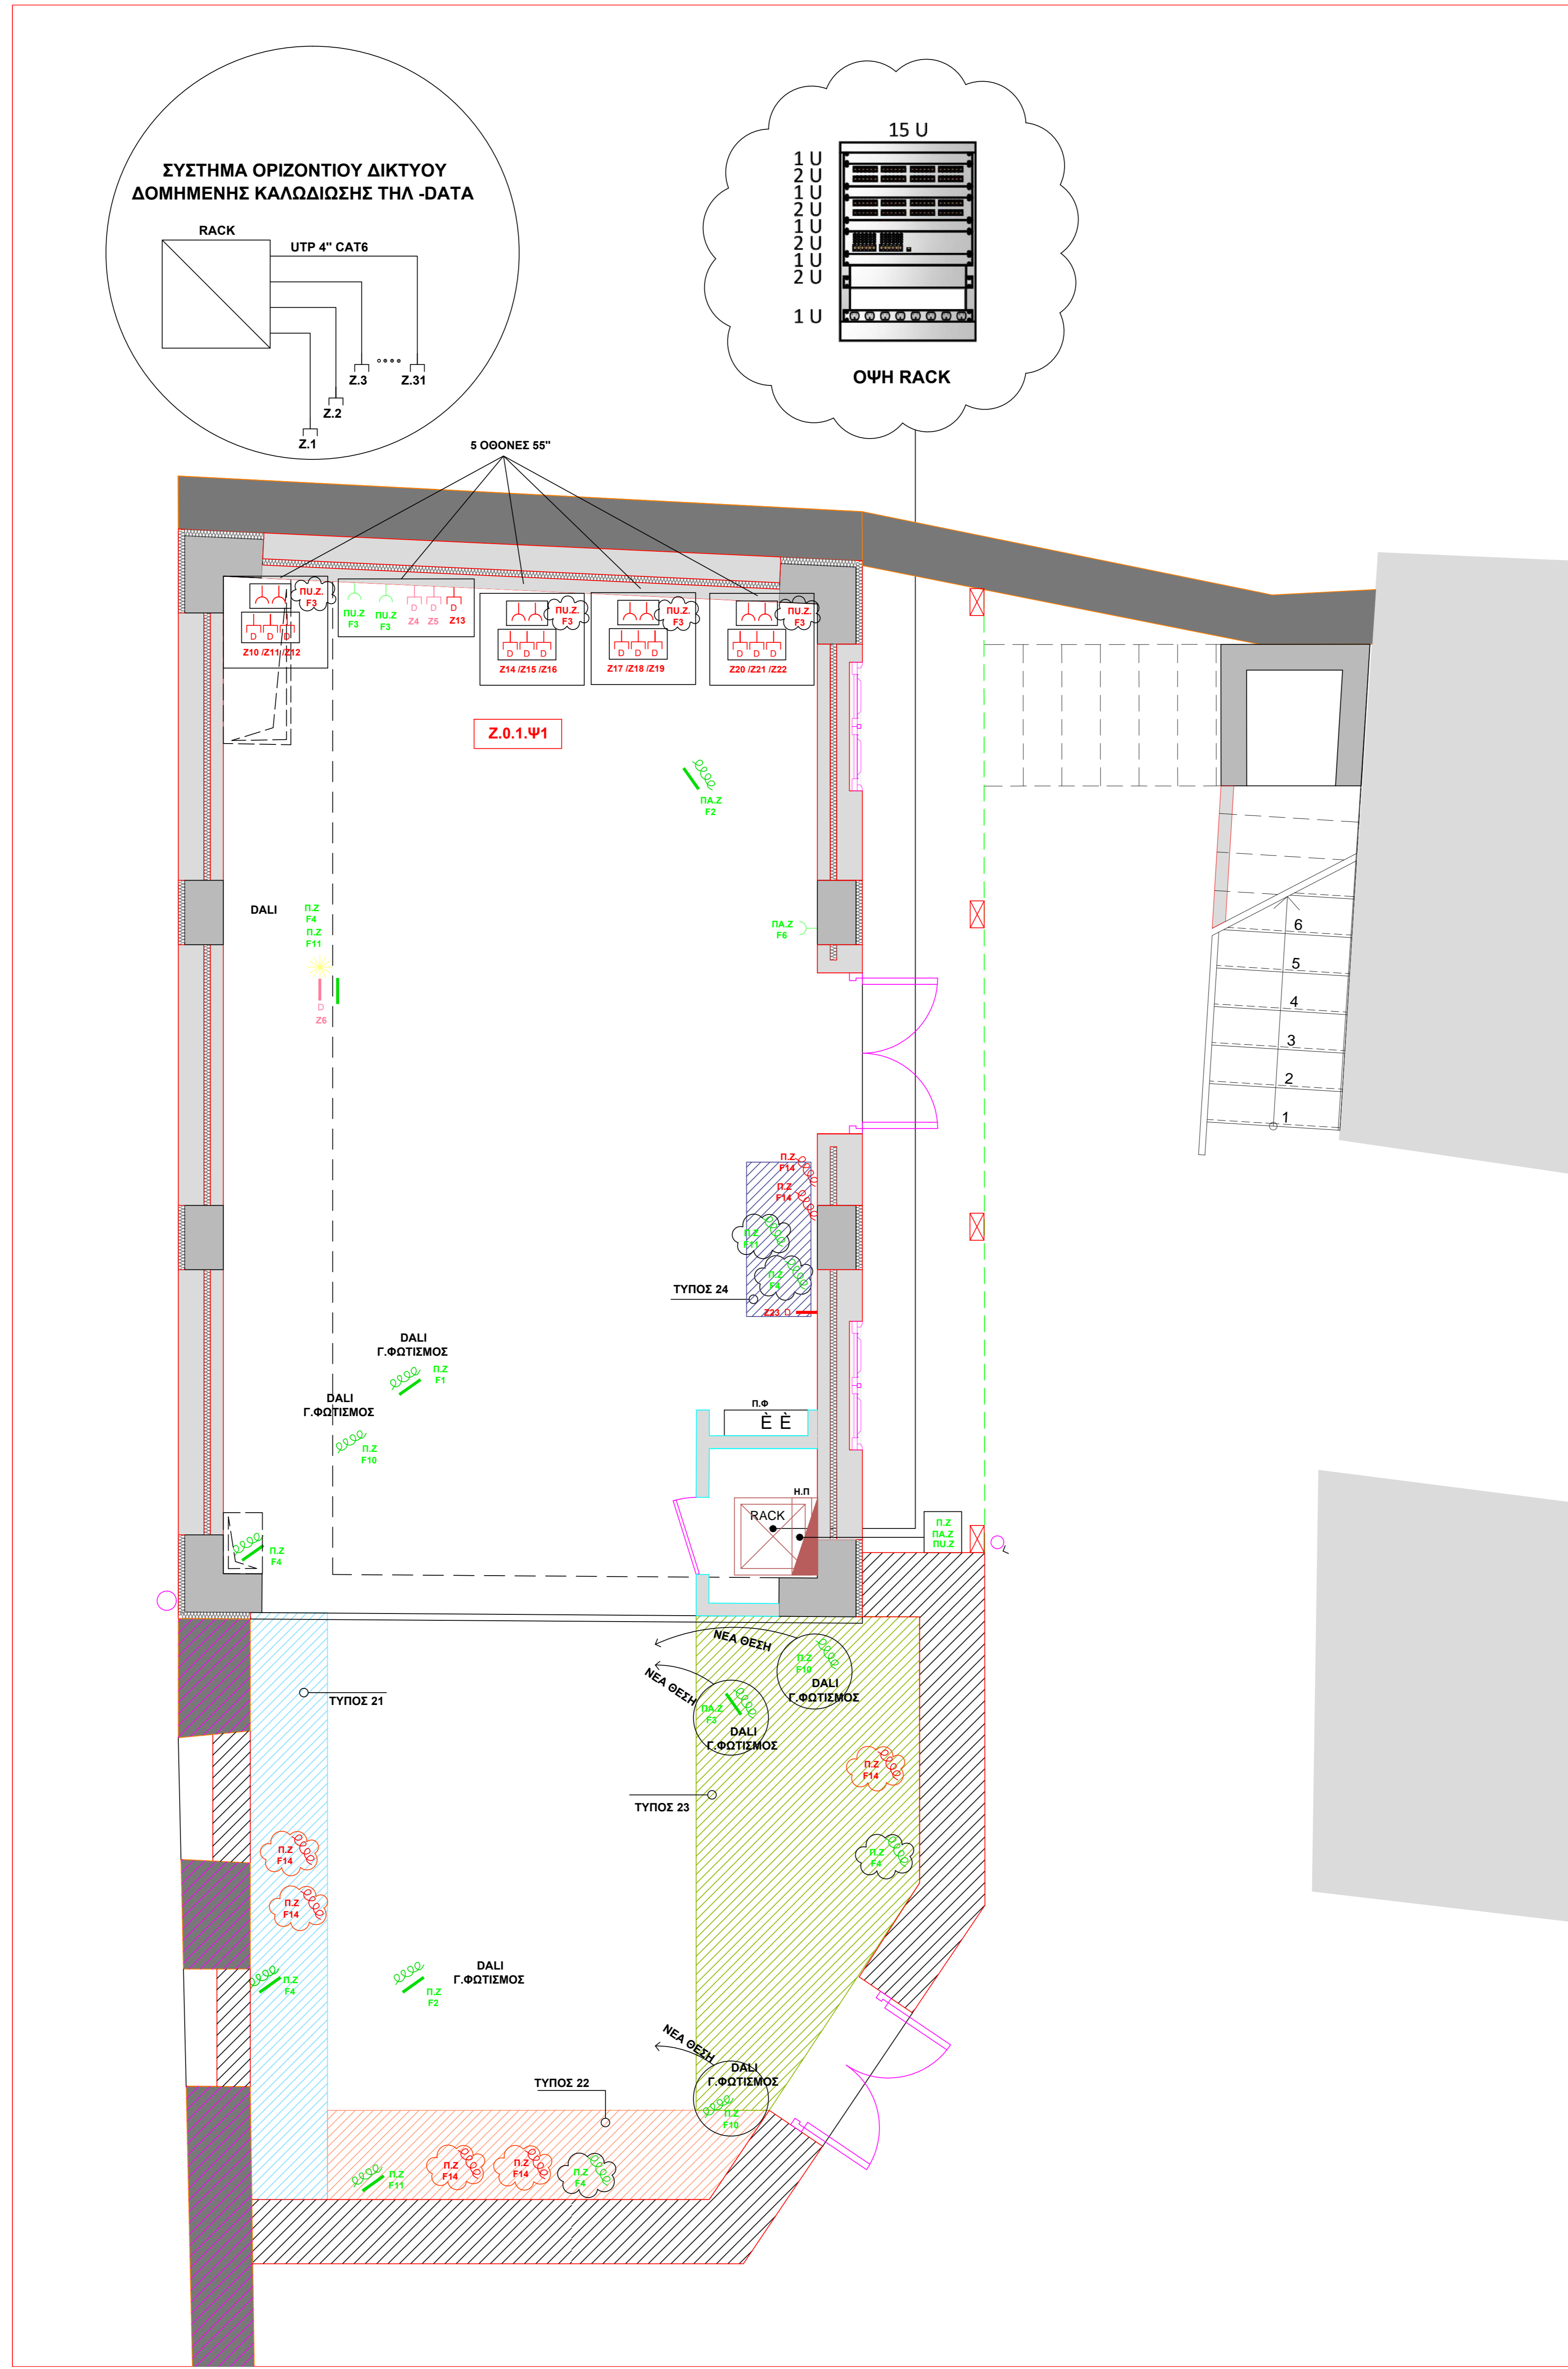 ΣΥΣΤΗΜΑ ΟΡΙΖΟΝΤΙΟΥ ΔΙΚΤΥΟΥ
ΔΟΜΗΜΕΝΗΣ ΚΑΛΩΔΙΩΣΗΣ ΤΗΛ -DATA
RACK
UTP 4'' CAT6
Z.3
Z.31
Z.2
Z.1
15 U
1 U
2 U
1 U
2 U
1 U
2 U
1 U
2 U
1 U
ΟΨΗ RACK
5 ΟΘΟΝΕΣ 55''
ΠU.Z.
F3
D D D
Z10 /Z11 /Z12
ΠU.Z
F3
ΠU.Z
F3
D
Z4
D
Z5
D
Z13
ΠU.Z.
F3
D D D
Z14 /Z15 /Z16
ΠU.Z.
F3
D D D
Z17 /Z18 /Z19
ΠU.Z.
F3
D D D
Z20 /Z21 /Z22
Z.0.1.Ψ1
ΠΑ.Z
F2
DALI
Π.Z
F4
Π.Z
F11
D
Z6
ΠΑ.Z
F6
6
5
4
3
2
1
Π.Z
F14
Π.Z
F14
Π.Z
F11
Π.Z
F4
ΤΥΠΟΣ 24
Z23 D
DALI
Γ.ΦΩΤΙΣΜΟΣ
Π.Z
F1
DALI
Γ.ΦΩΤΙΣΜΟΣ
Π.Z
F10
Π.Φ
È È
Η.Π
RACK
Π.Z
ΠΑ.Z
ΠU.Z
Π.Z
F4
ΝΕΑ ΘΕΣΗ
Π.Z
F10
DALI
Γ.ΦΩΤΙΣΜΟΣ
ΝΕΑ ΘΕΣΗ
ΠΑ.Z
F3
DALI
Γ.ΦΩΤΙΣΜΟΣ
ΤΥΠΟΣ 21
Π.Z
F14
ΤΥΠΟΣ 23
Π.Z
F14
Π.Z
F4
Π.Z
F14
Π.Z
F4
DALI
Γ.ΦΩΤΙΣΜΟΣ
Π.Z
F2
ΝΕΑ ΘΕΣΗ
DALI
Γ.ΦΩΤΙΣΜΟΣ
Π.Z
F10
ΤΥΠΟΣ 22
Π.Z
F11
Π.Z
F14
Π.Z
F14
Π.Z
F4